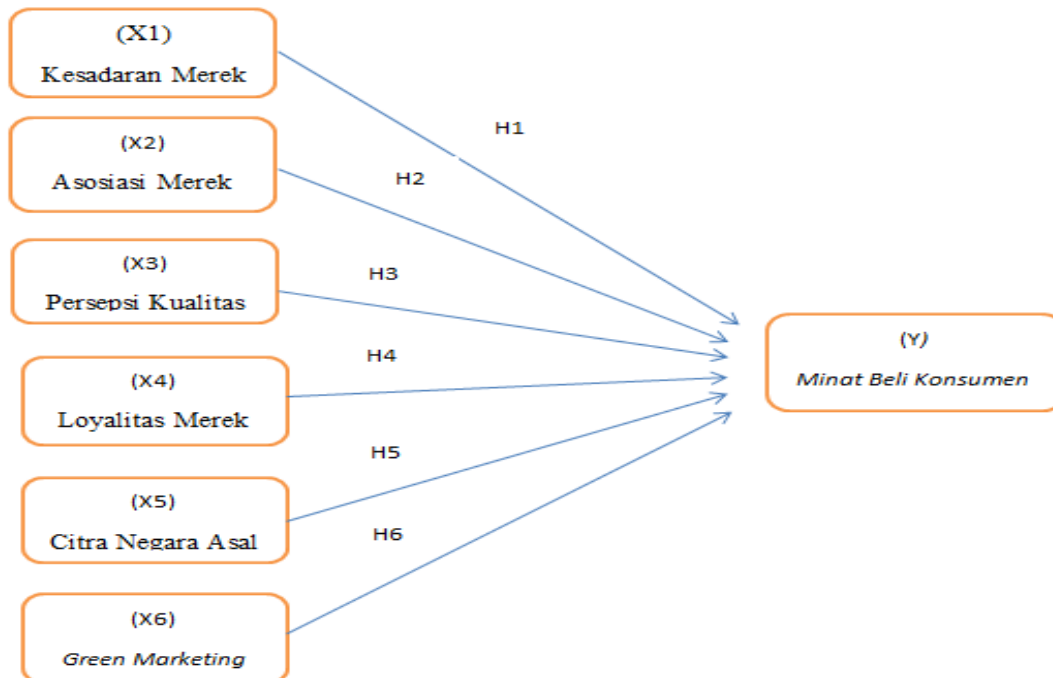 (X1)
Kesadaran Merek
H1
(X2)
Asosiasi Merek
H2
(X3)
Persepsi Kualitas
H3
(Y)
Minat Beli Konsumen
(X4)
Loyalitas Merek
H4
(X5)
Citra Negara Asal
H5
(X6)
Green Marketing
H6